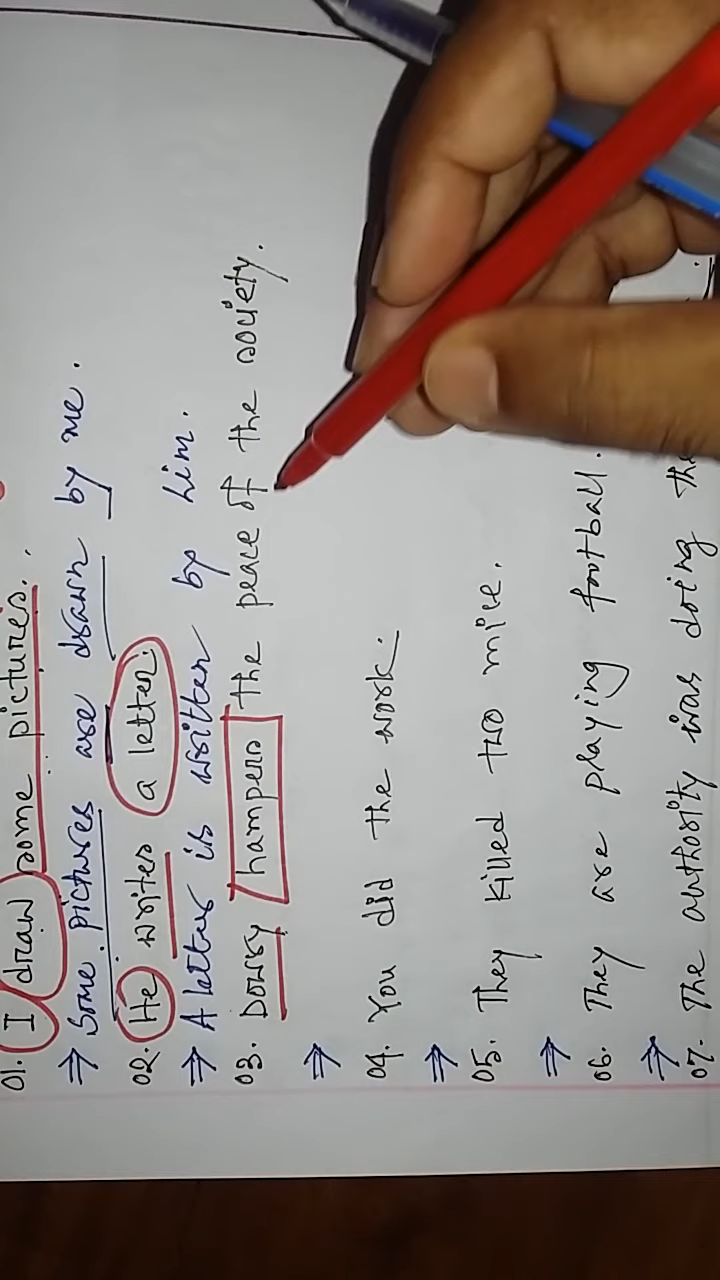 01. I draw some pictures.
⇒ Some pictures are drawn by me.
02. He writes a letter.
⇒ A letter is written by him.
03. Dowry hampers the peace of the society.
⇒
04. You did the work.
⇒
05. They killed two mice.
⇒
06. They are playing football.
⇒
07. The authority was doing the